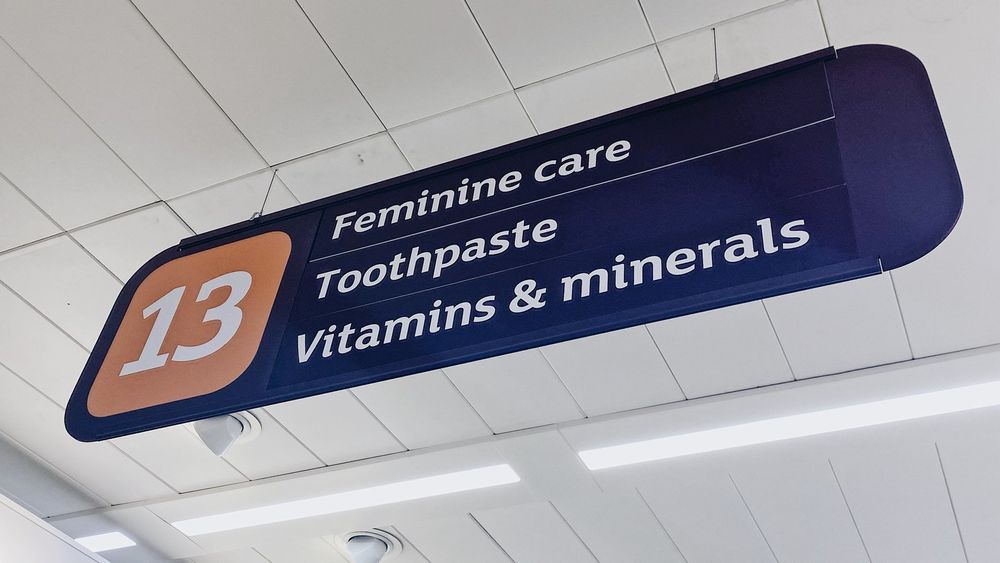 13
Feminine care
Toothpaste
Vitamins & minerals